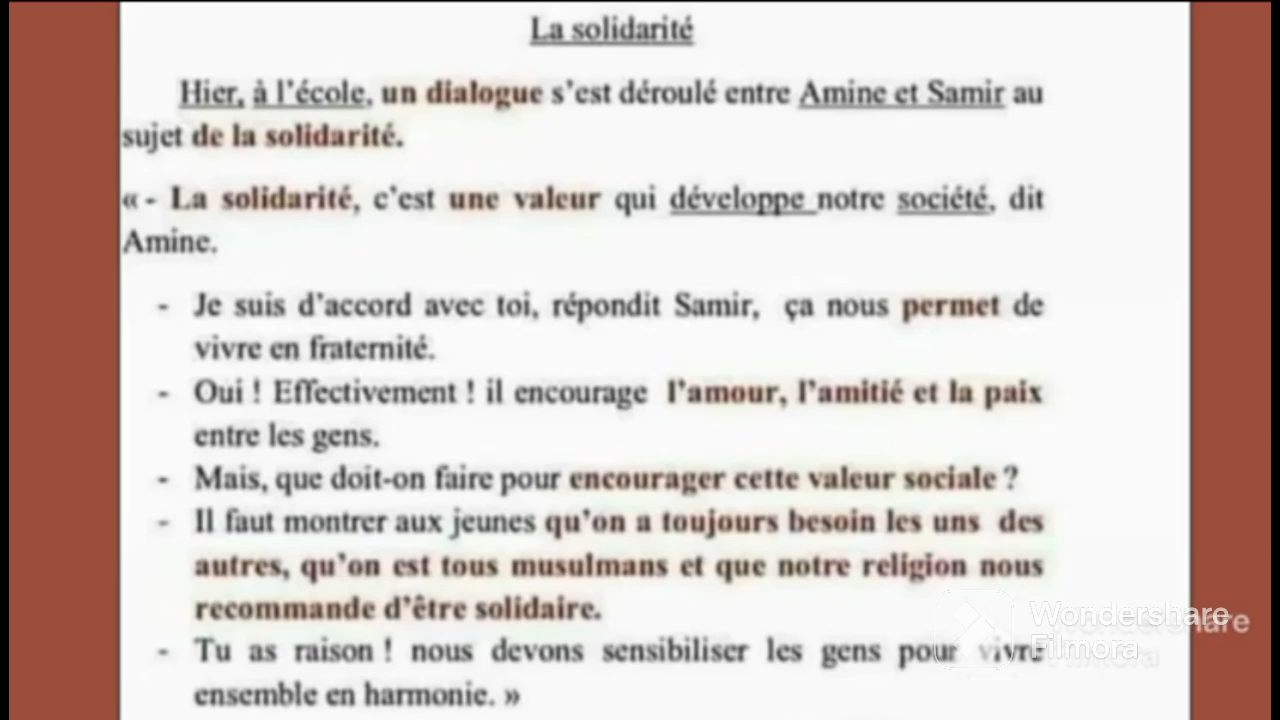 La solidarité
Hier, à l'école, un dialogue s'est déroulé entre Amine et Samir au
sujet de la solidarité.
« - La solidarité, c'est une valeur qui développe notre société, dit
Amine.
- Je suis d'accord avec toi, répondit Samir, ça nous permet de
vivre en fraternité.
- Oui ! Effectivement ! il encourage l'amour, l'amitié et la paix
entre les gens.
- Mais, que doit-on faire pour encourager cette valeur sociale ?
- Il faut montrer aux jeunes qu'on a toujours besoin les uns des
autres, qu'on est tous musulmans et que notre religion nous
recommande d'être solidaire.
- Tu as raison ! nous devons sensibiliser les gens pour vivre
ensemble en harmonie. »
Wondershare
Filmora